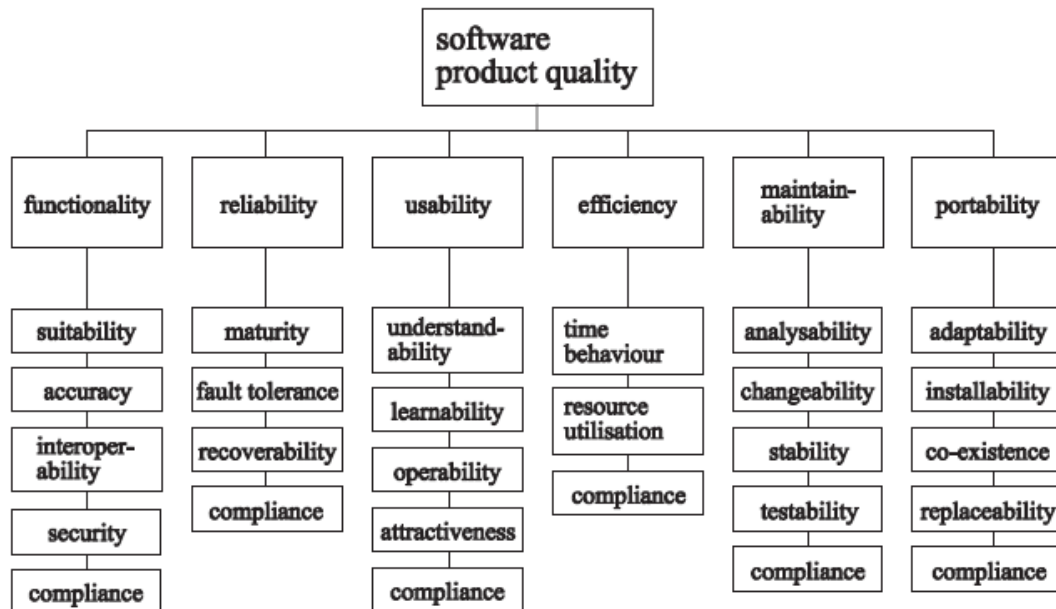 software
product quality
functionality
reliability
usability
efficiency
maintain-
ability
portability
suitability
accuracy
interoper-
ability
security
compliance
maturity
fault tolerance
recoverability
compliance
understand-
ability
learnability
operability
attractiveness
compliance
time
behaviour
resource
utilisation
compliance
analysability
changeability
stability
testability
compliance
adaptability
installability
co-existence
replaceability
compliance